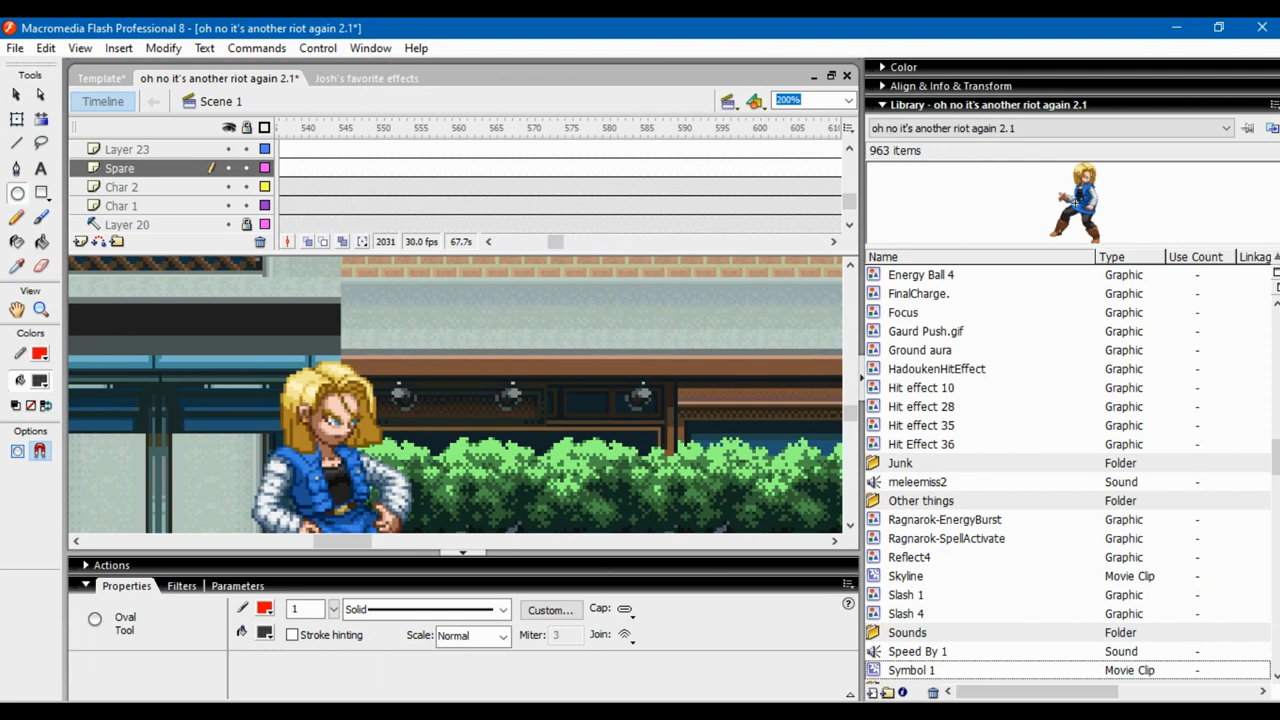 Macromedia Flash Professional 8 - [oh no it's another riot again 2.1*]
File Edit View Insert Modify Text Commands Control Window Help
Tools
View
Colors
Options
Template* oh no it's another riot again 2.1* Josh's favorite effects
Timeline Scene 1 200%
540 545 550 555 560 565 570 575 580 585 590 595 600 605 610
Layer 23
Spare
Char 2
Char 1
Layer 20
2031 30.0 fps 67.7s
Actions
Properties Filters Parameters
Oval
Tool
1 Solid Custom... Cap:
Stroke hinting Scale: Normal Miter: 3 Join:
Color
Align & Info & Transform
Library - oh no it's another riot again 2.1
oh no it's another riot again 2.1
963 items
Name Type Use Count Linkag
Energy Ball 4 Graphic -
FinalCharge. Graphic -
Focus Graphic -
Gaurd Push.gif Graphic -
Ground aura Graphic -
HadoukenHitEffect Graphic -
Hit effect 10 Graphic -
Hit effect 28 Graphic -
Hit effect 35 Graphic -
Hit Effect 36 Graphic -
Junk Folder
meleemiss2 Sound -
Other things Folder
Ragnarok-EnergyBurst Graphic -
Ragnarok-SpellActivate Graphic -
Reflect4 Graphic -
Skyline Movie Clip -
Slash 1 Graphic -
Slash 4 Graphic -
Sounds Folder
Speed By 1 Sound -
Symbol 1 Movie Clip -